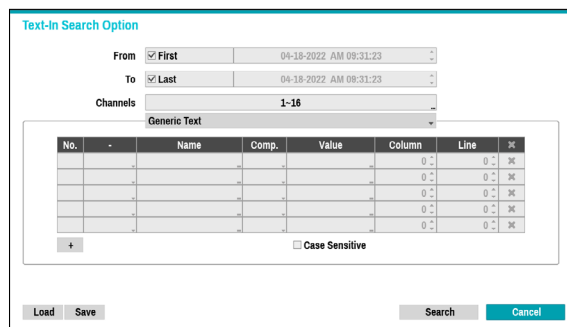 Text-In Search Option
From First 04-18-2022 AM 09:31:23
To Last 04-18-2022 AM 09:31:23
Channels 1~16 ...
Generic Text
No. - Name Comp. Value Column Line ✖
... ... 0 0 ✖
... ... 0 0 ✖
... ... 0 0 ✖
... ... 0 0 ✖
... ... 0 0 ✖
+ Case Sensitive
Load Save Search Cancel